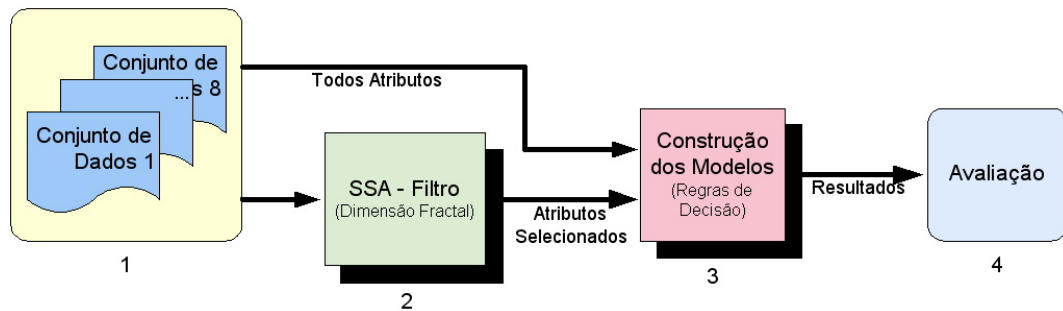 Conjunto de
s 8
...
Conjunto de
Dados 1
1
Todos Atributos
SSA - Filtro
(Dimensão Fractal)
2
Atributos
Selecionados
Construção
dos Modelos
(Regras de
Decisão)
3
Resultados
Avaliação
4